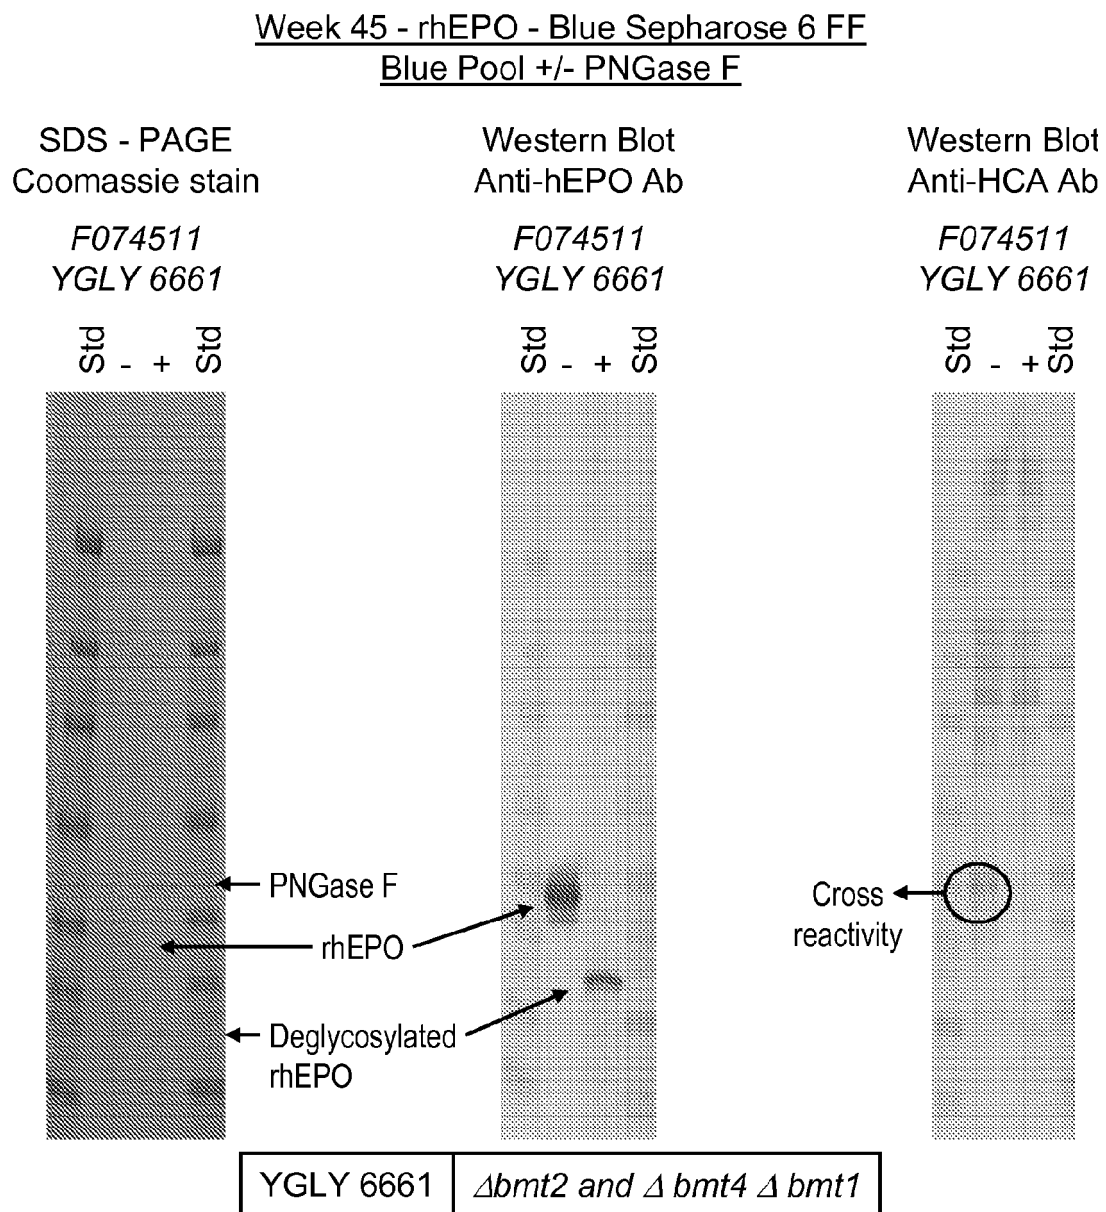 Week 45 - rhEPO - Blue Sepharose 6 FF
Blue Pool +/- PNGase F
SDS - PAGE
Coomassie stain
F074511
YGLY 6661
Std - + Std
Western Blot
Anti-hEPO Ab
F074511
YGLY 6661
Std - + Std
Western Blot
Anti-HCA Ab
F074511
YGLY 6661
Std - + Std
PNGase F
rhEPO
Deglycosylated
rhEPO
Cross
reactivity
YGLY 6661 Δbmt2 and Δ bmt4 Δ bmt1